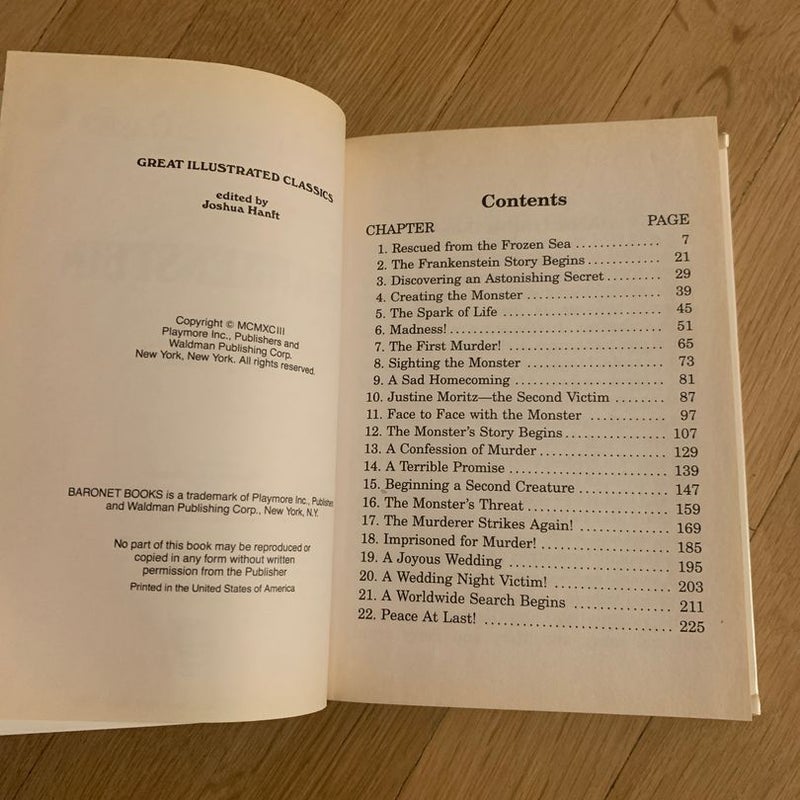 GREAT ILLUSTRATED CLASSICS
edited by
Joshua Hanft
Copyright © MCMXCIII
Playmore Inc., Publishers and
Waldman Publishing Corp.
New York, New York. All rights reserved.
BARONET BOOKS is a trademark of Playmore Inc., Publishers
and Waldman Publishing Corp., New York, N.Y.
No part of this book may be reproduced or
copied in any form without written
permission from the Publisher
Printed in the United States of America
Contents
CHAPTER PAGE
1. Rescued from the Frozen Sea .............. 7
2. The Frankenstein Story Begins ............ 21
3. Discovering an Astonishing Secret ......... 29
4. Creating the Monster ...................... 39
5. The Spark of Life ......................... 45
6. Madness! .................................. 51
7. The First Murder! ......................... 65
8. Sighting the Monster ...................... 73
9. A Sad Homecoming ........................ 81
10. Justine Moritz—the Second Victim ........ 87
11. Face to Face with the Monster ............ 97
12. The Monster's Story Begins ............... 107
13. A Confession of Murder ................... 129
14. A Terrible Promise ........................ 139
15. Beginning a Second Creature .............. 147
16. The Monster's Threat ...................... 159
17. The Murderer Strikes Again! .............. 169
18. Imprisoned for Murder! ................... 185
19. A Joyous Wedding ........................ 195
20. A Wedding Night Victim! ................. 203
21. A Worldwide Search Begins ............... 211
22. Peace At Last! ............................ 225